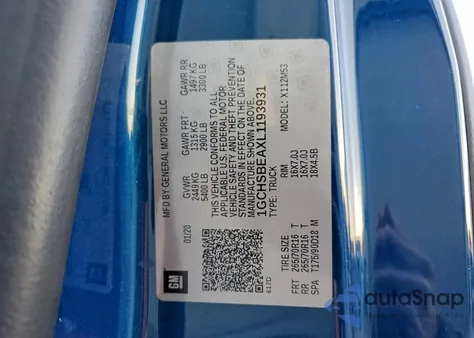 MFD BY GENERAL MOTORS LLC
01/20
GVWR GAWR FRT GAWR RR
2449 KG 1315 KG 1497 KG
5400 LB 2900 LB 3300 LB
THIS VEHICLE CONFORMS TO ALL
APPLICABLE U.S. FEDERAL MOTOR
VEHICLE SAFETY AND THEFT PREVENTION
STANDARDS IN EFFECT ON THE DATE OF
MANUFACTURE SHOWN ABOVE.
1GCHSBEAXL1193931
TYPE: TRUCK X112M53
TIRE SIZE RIM
FRT 265/70R16 T 16X7.0J
RR 265/70R16 T 16X7.0J
SPA T175/90D18 M 18X4.5B
GM
617D
autoSnap